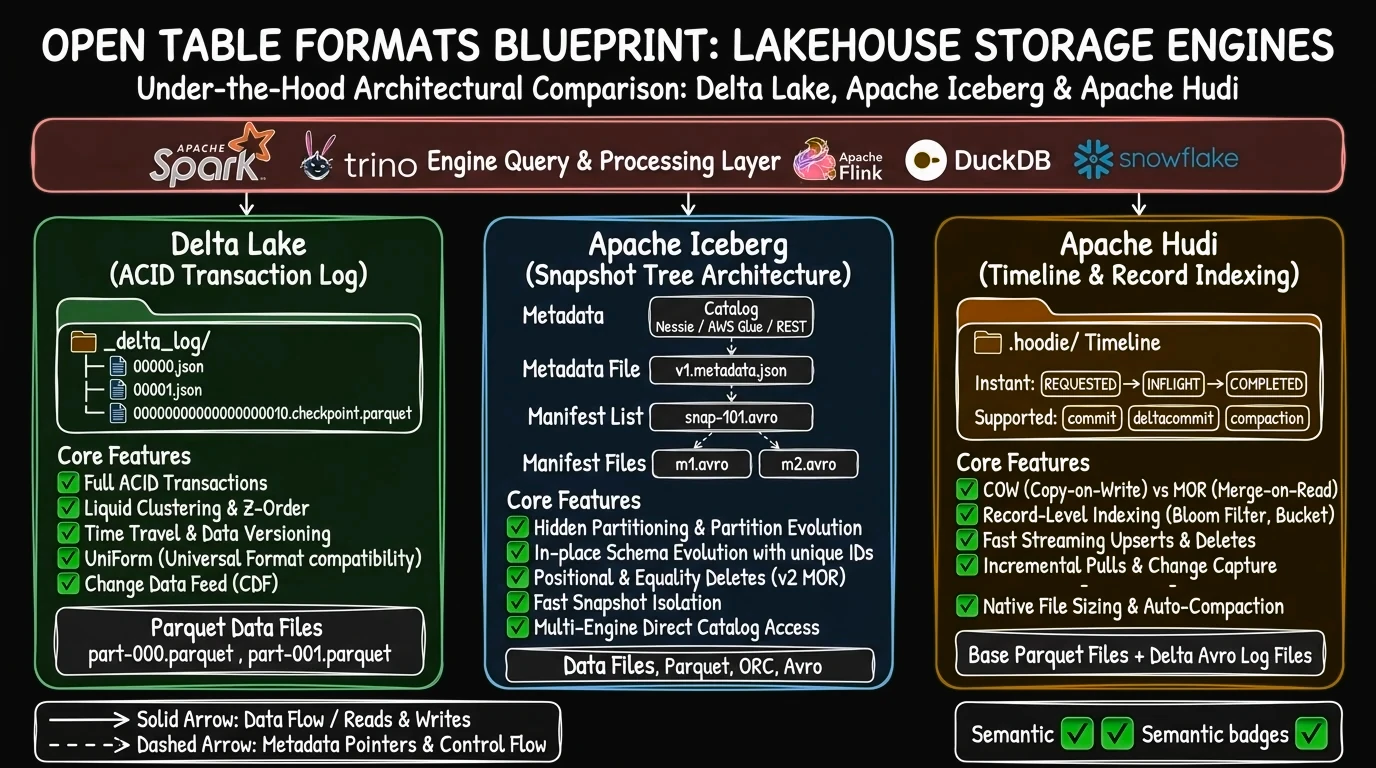 OPEN TABLE FORMATS BLUEPRINT: LAKEHOUSE STORAGE ENGINES
Under-the-Hood Architectural Comparison: Delta Lake, Apache Iceberg & Apache Hudi
APACHE Spark trino Engine Query & Processing Layer Apache Flink DuckDB snowflake
Delta Lake
(ACID Transaction Log)
_delta_log/
00000.json
00001.json
00000000000000000010.checkpoint.parquet
Core Features
Full ACID Transactions
Liquid Clustering & Z-Order
Time Travel & Data Versioning
UniForm (Universal Format compatibility)
Change Data Feed (CDF)
Parquet Data Files
part-000.parquet , part-001.parquet
Apache Iceberg
(Snapshot Tree Architecture)
Metadata
Catalog
Nessie / AWS Glue / REST
Metadata File v1.metadata.json
Manifest List snap-101.avro
Manifest Files m1.avro m2.avro
Core Features
Hidden Partitioning & Partition Evolution
In-place Schema Evolution with unique IDs
Positional & Equality Deletes (v2 MOR)
Fast Snapshot Isolation
Multi-Engine Direct Catalog Access
Data Files, Parquet, ORC, Avro
Apache Hudi
(Timeline & Record Indexing)
.hoodie/ Timeline
Instant: REQUESTED INFLIGHT COMPLETED
Supported: commit deltacommit compaction
Core Features
COW (Copy-on-Write) vs MOR (Merge-on-Read)
Record-Level Indexing (Bloom Filter, Bucket)
Fast Streaming Upserts & Deletes
Incremental Pulls & Change Capture
Native File Sizing & Auto-Compaction
Base Parquet Files + Delta Avro Log Files
Solid Arrow: Data Flow / Reads & Writes
Dashed Arrow: Metadata Pointers & Control Flow
Semantic Semantic badges